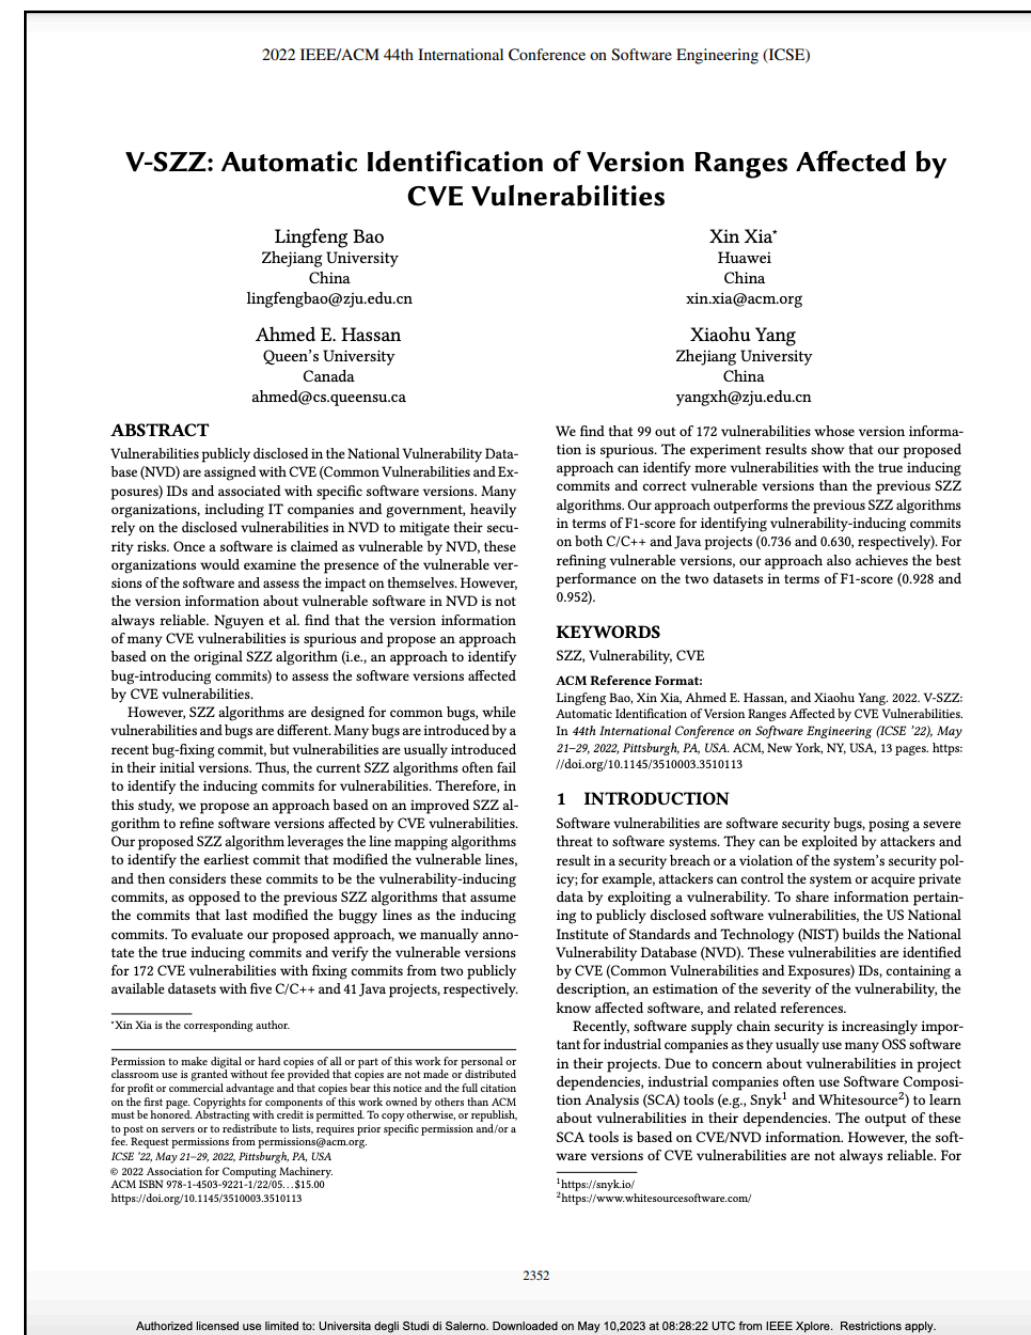 2022 IEEE/ACM 44th International Conference on Software Engineering (ICSE)
V-SZZ: Automatic Identification of Version Ranges Affected by
CVE Vulnerabilities
Lingfeng Bao
Zhejiang University
China
lingfengbao@zju.edu.cn
Xin Xia*
Huawei
China
xin.xia@acm.org
Ahmed E. Hassan
Queen's University
Canada
ahmed@cs.queensu.ca
Xiaohu Yang
Zhejiang University
China
yangxh@zju.edu.cn
ABSTRACT
Vulnerabilities publicly disclosed in the National Vulnerability Data-
base (NVD) are assigned with CVE (Common Vulnerabilities and Ex-
posures) IDs and associated with specific software versions. Many
organizations, including IT companies and government, heavily
rely on the disclosed vulnerabilities in NVD to mitigate their secu-
rity risks. Once a software is claimed as vulnerable by NVD, these
organizations would examine the presence of the vulnerable ver-
sions of the software and assess the impact on themselves. However,
the version information about vulnerable software in NVD is not
always reliable. Nguyen et al. find that the version information
of many CVE vulnerabilities is spurious and propose an approach
based on the original SZZ algorithm (i.e., an approach to identify
bug-introducing commits) to assess the software versions affected
by CVE vulnerabilities.
However, SZZ algorithms are designed for common bugs, while
vulnerabilities and bugs are different. Many bugs are introduced by a
recent bug-fixing commit, but vulnerabilities are usually introduced
in their initial versions. Thus, the current SZZ algorithms often fail
to identify the inducing commits for vulnerabilities. Therefore, in
this study, we propose an approach based on an improved SZZ al-
gorithm to refine software versions affected by CVE vulnerabilities.
Our proposed SZZ algorithm leverages the line mapping algorithms
to identify the earliest commit that modified the vulnerable lines,
and then considers these commits to be the vulnerability-inducing
commits, as opposed to the previous SZZ algorithms that assume
the commits that last modified the buggy lines as the inducing
commits. To evaluate our proposed approach, we manually anno-
tate the true inducing commits and verify the vulnerable versions
for 172 CVE vulnerabilities with fixing commits from two publicly
available datasets with five C/C++ and 41 Java projects, respectively.
*Xin Xia is the corresponding author.
Permission to make digital or hard copies of all or part of this work for personal or
classroom use is granted without fee provided that copies are not made or distributed
for profit or commercial advantage and that copies bear this notice and the full citation
on the first page. Copyrights for components of this work owned by others than ACM
must be honored. Abstracting with credit is permitted. To copy otherwise, or republish,
to post on servers or to redistribute to lists, requires prior specific permission and/or a
fee. Request permissions from permissions@acm.org.
ICSE '22, May 21–29, 2022, Pittsburgh, PA, USA
© 2022 Association for Computing Machinery.
ACM ISBN 978-1-4503-9221-1/22/05...$15.00
https://doi.org/10.1145/3510003.3510113
We find that 99 out of 172 vulnerabilities whose version informa-
tion is spurious. The experiment results show that our proposed
approach can identify more vulnerabilities with the true inducing
commits and correct vulnerable versions than the previous SZZ
algorithms. Our approach outperforms the previous SZZ algorithms
in terms of F1-score for identifying vulnerability-inducing commits
on both C/C++ and Java projects (0.736 and 0.630, respectively). For
refining vulnerable versions, our approach also achieves the best
performance on the two datasets in terms of F1-score (0.928 and
0.952).
KEYWORDS
SZZ, Vulnerability, CVE
ACM Reference Format:
Lingfeng Bao, Xin Xia, Ahmed E. Hassan, and Xiaohu Yang. 2022. V-SZZ:
Automatic Identification of Version Ranges Affected by CVE Vulnerabilities.
In 44th International Conference on Software Engineering (ICSE '22), May
21–29, 2022, Pittsburgh, PA, USA. ACM, New York, NY, USA, 13 pages. https:
//doi.org/10.1145/3510003.3510113
1 INTRODUCTION
Software vulnerabilities are software security bugs, posing a severe
threat to software systems. They can be exploited by attackers and
result in a security breach or a violation of the system's security pol-
icy; for example, attackers can control the system or acquire private
data by exploiting a vulnerability. To share information pertain-
ing to publicly disclosed software vulnerabilities, the US National
Institute of Standards and Technology (NIST) builds the National
Vulnerability Database (NVD). These vulnerabilities are identified
by CVE (Common Vulnerabilities and Exposures) IDs, containing a
description, an estimation of the severity of the vulnerability, the
know affected software, and related references.
Recently, software supply chain security is increasingly impor-
tant for industrial companies as they usually use many OSS software
in their projects. Due to concern about vulnerabilities in project
dependencies, industrial companies often use Software Composi-
tion Analysis (SCA) tools (e.g., Snyk1 and Whitesource2) to learn
about vulnerabilities in their dependencies. The output of these
SCA tools is based on CVE/NVD information. However, the soft-
ware versions of CVE vulnerabilities are not always reliable. For
1https://snyk.io/
2https://www.whitesourcesoftware.com/
2352
Authorized licensed use limited to: Universita degli Studi di Salerno. Downloaded on May 10,2023 at 08:28:22 UTC from IEEE Xplore. Restrictions apply.